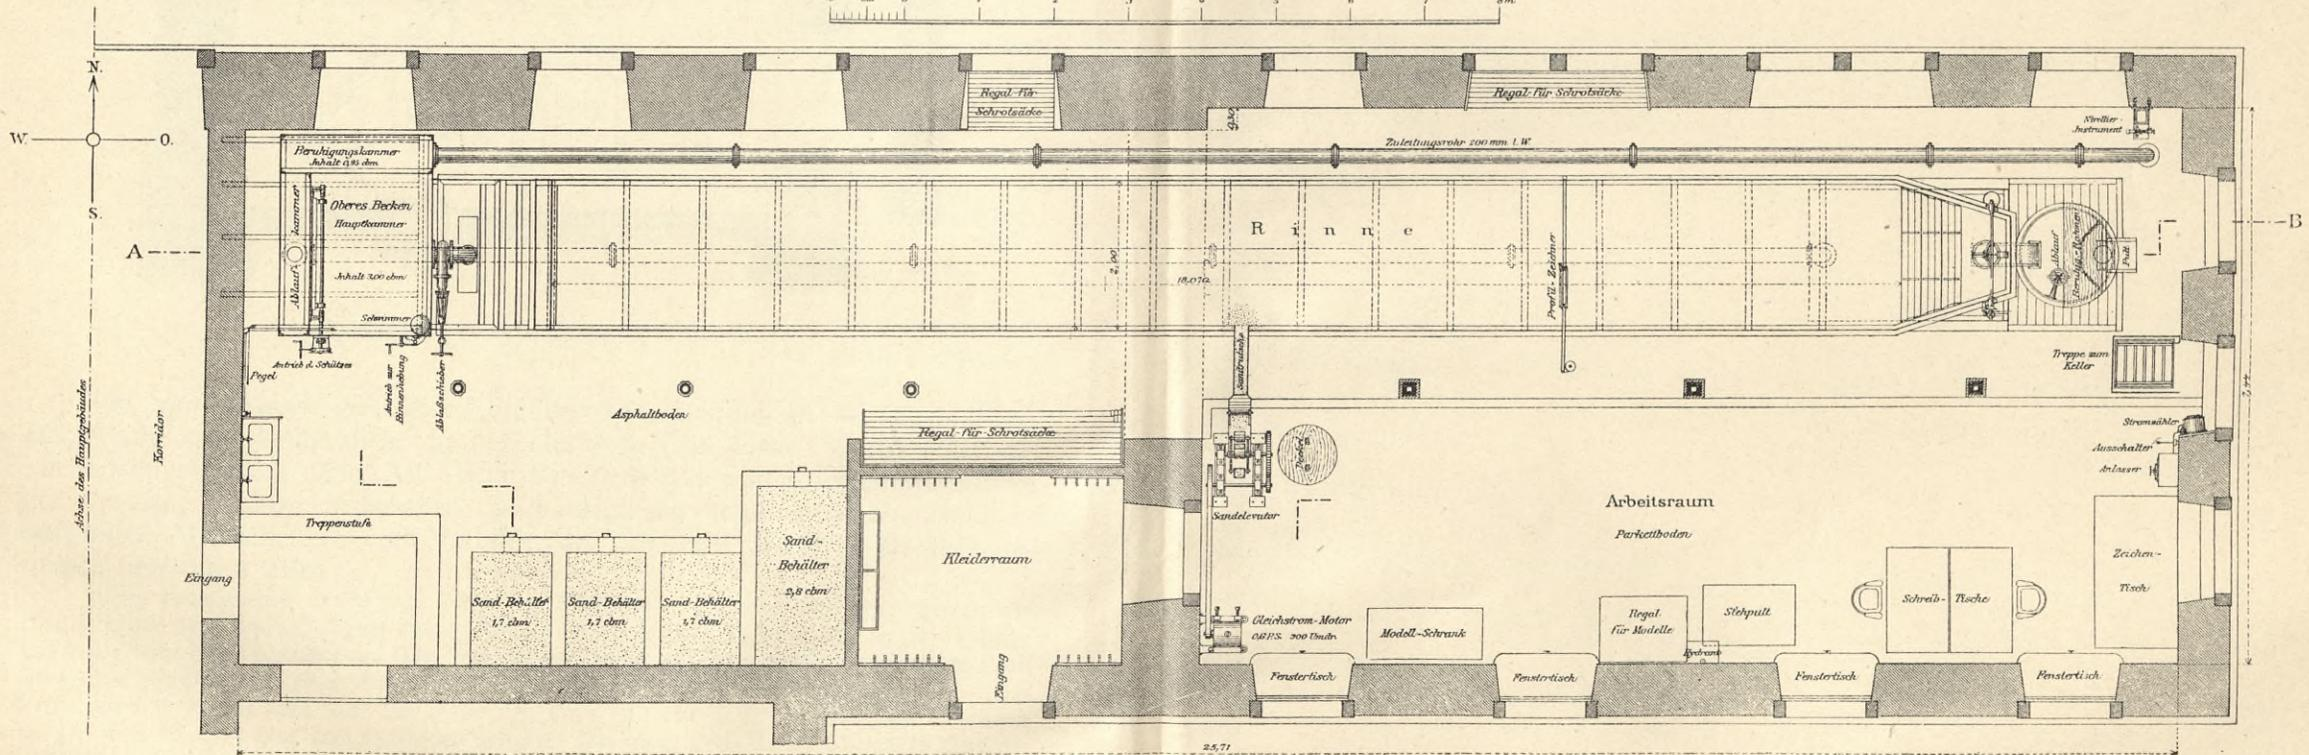 N.
W.
O.
S.
A
B
Achse des Hauptgebäudes
Korridor
Regal für
Schrotsäcke
Regal für Schrotsäcke
Nivellier-
Instrument
Beruhigungskammer
Inhalt 0,95 cbm
Zuleitungsrohr 200 mm l. W.
Ablauf-kammer
Oberes Becken
Hauptkammer
Inhalt 3,00 cbm
Schwimmer
Rinne
2,00
18,070
Profil-Zeichner
Ablauf
Pult
Antrieb d. Schützes
Pegel
Antrieb zur
Rinnenhebung
Ablaßschieber
Sandrutsche
Treppe zum
Keller
Asphaltboden
Regal für Schrotsäcke
Deckel
Sandelevator
Stromzähler
Ausschalter
Anlasser
Arbeitsraum
Parkettboden
Treppenstufe
Eingang
Sand-Behälter
1,7 cbm
Sand-Behälter
1,7 cbm
Sand-Behälter
1,7 cbm
Sand-
Behälter
2,8 cbm
Kleiderraum
Eingang
Gleichstrom-Motor
Modell-Schrank
Regal
für Modelle
Stehpult
Hydrant
Schreib-Tische
Zeichen-
Tisch
Fenstertisch
Fenstertisch
Fenstertisch
Fenstertisch
25,71